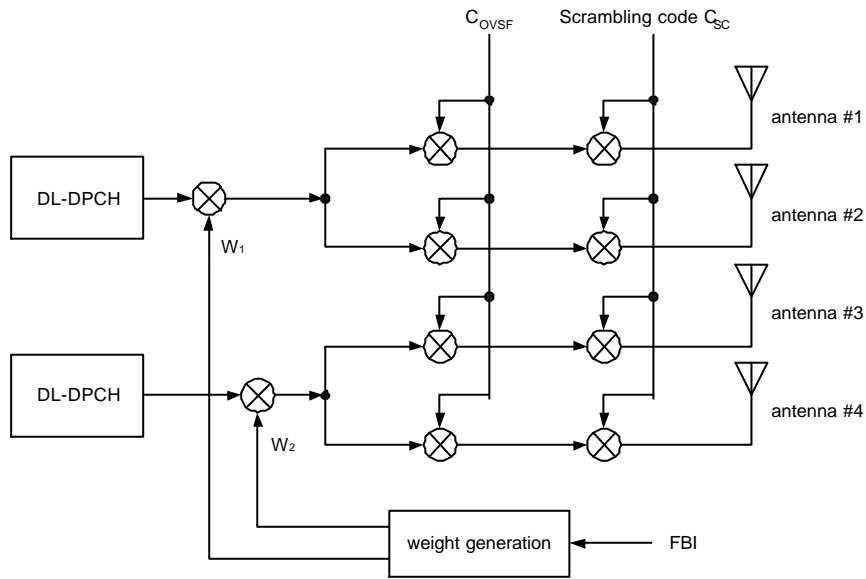 C_OVSF
Scrambling code C_SC
antenna #1
DL-DPCH
antenna #2
W₁
antenna #3
DL-DPCH
antenna #4
W₂
weight generation
FBI